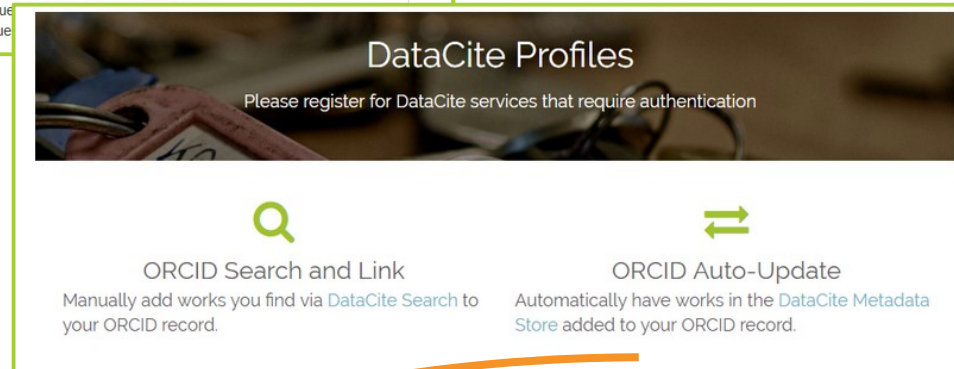 ue
ue
DataCite Profiles
Please register for DataCite services that require authentication
ORCID Search and Link
Manually add works you find via DataCite Search to
your ORCID record.
ORCID Auto-Update
Automatically have works in the DataCite Metadata
Store added to your ORCID record.